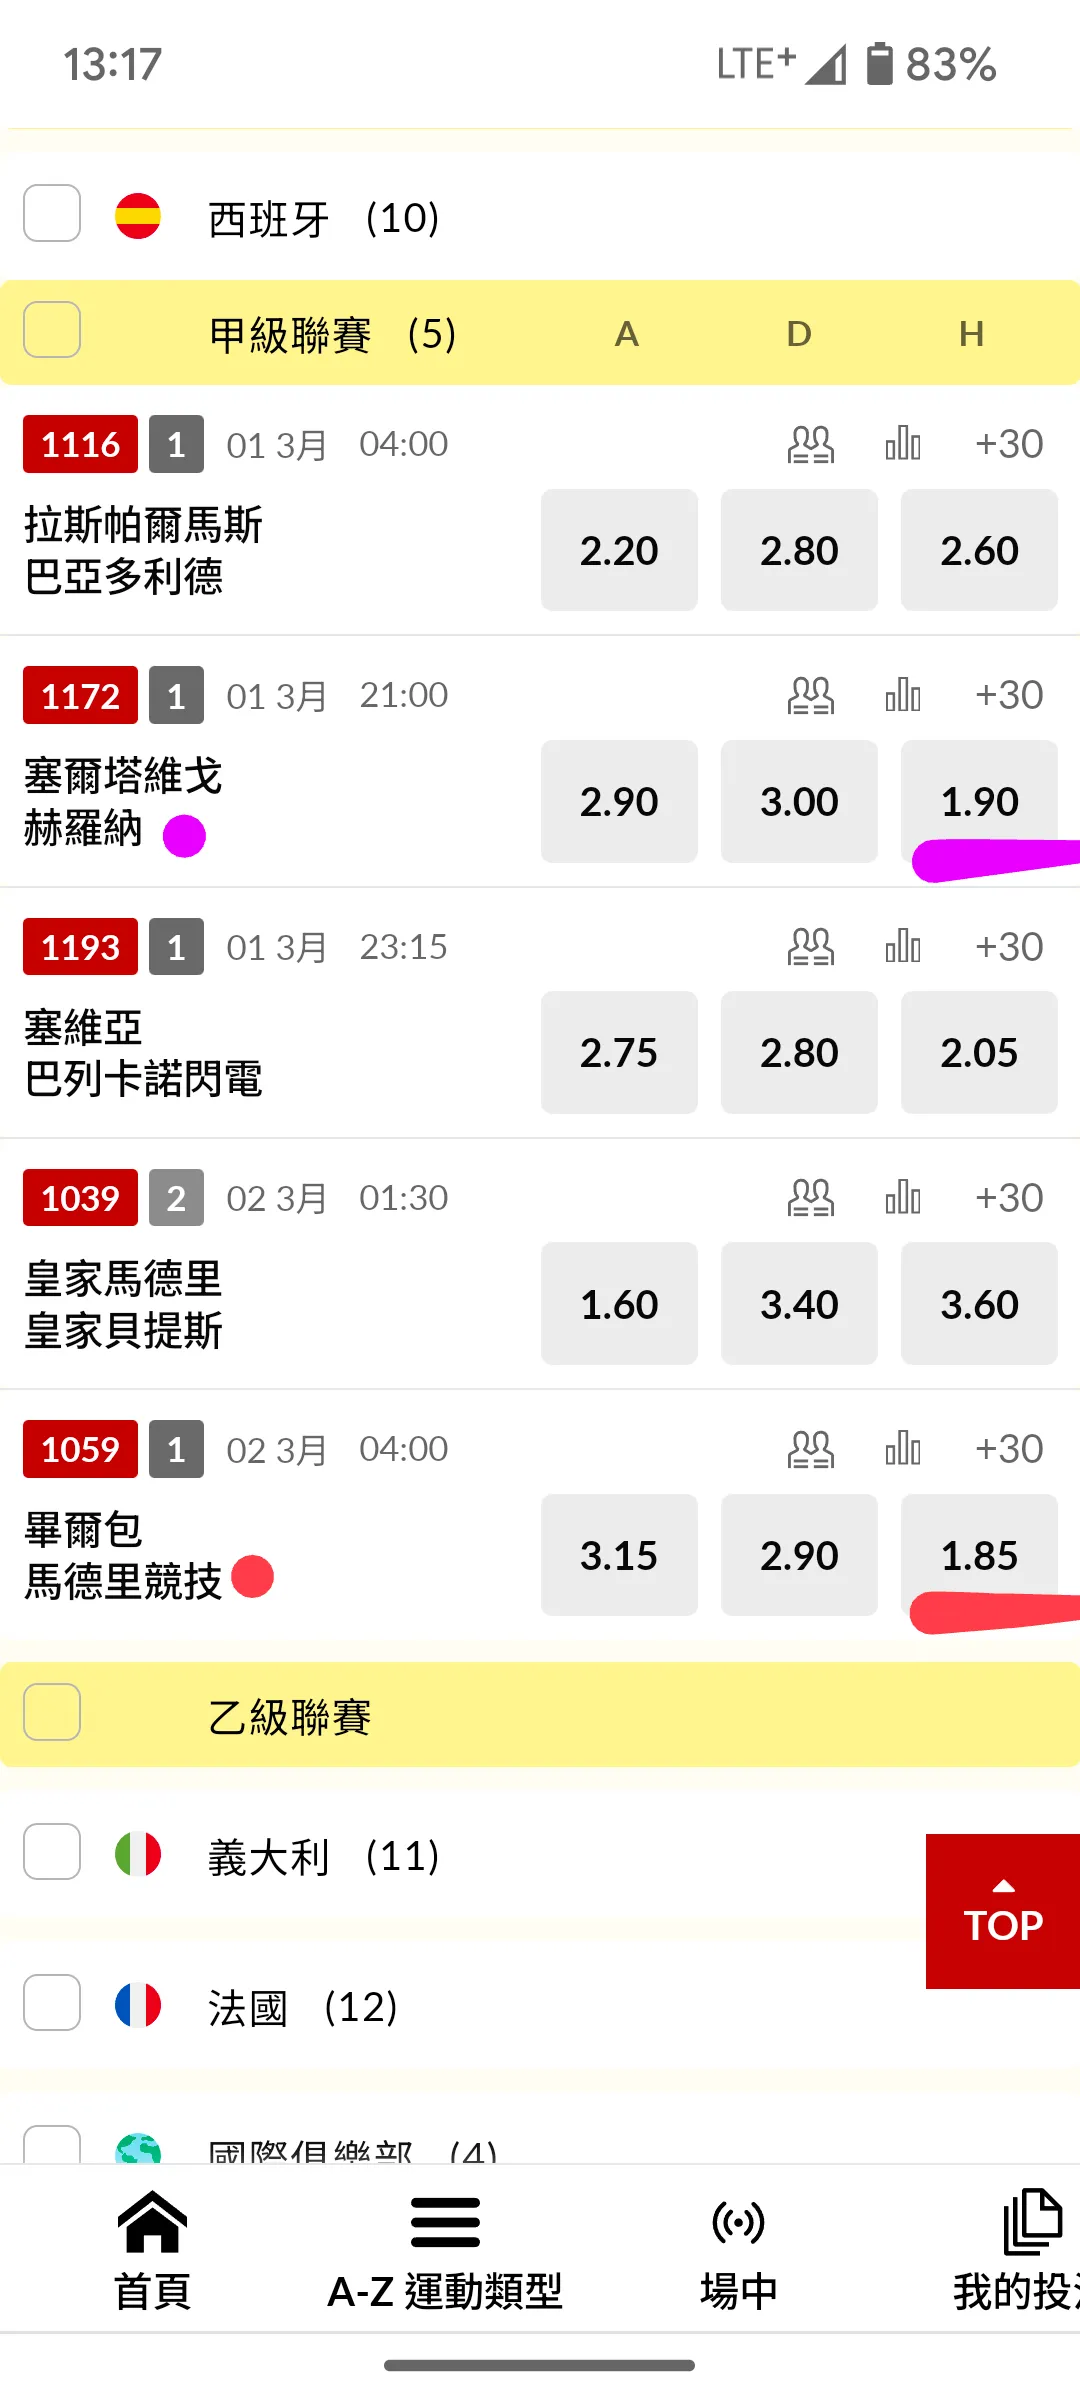 13:17 LTE+ 83%
西班牙 (10)
甲級聯賽 (5) A D H
1116 1 01 3月 04:00 +30
拉斯帕爾馬斯
巴亞多利德
2.20 2.80 2.60
1172 1 01 3月 21:00 +30
塞爾塔維戈
赫羅納
2.90 3.00 1.90
1193 1 01 3月 23:15 +30
塞維亞
巴列卡諾閃電
2.75 2.80 2.05
1039 2 02 3月 01:30 +30
皇家馬德里
皇家貝提斯
1.60 3.40 3.60
1059 1 02 3月 04:00 +30
畢爾包
馬德里競技
3.15 2.90 1.85
乙級聯賽
義大利 (11)
TOP
法國 (12)
國際俱樂部 (4)
首頁 A-Z 運動類型 場中 我的投